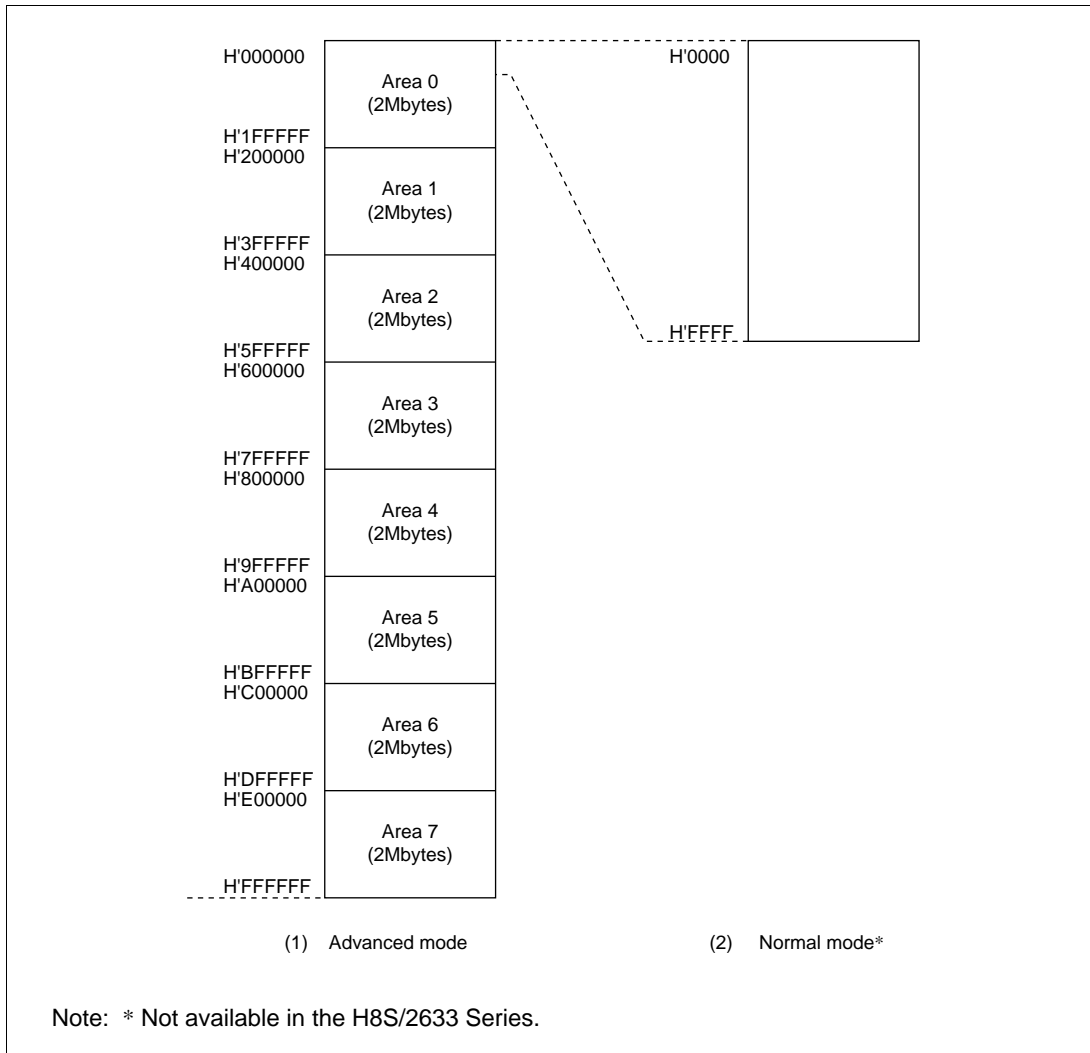 H'000000
H'0000
Area 0
(2Mbytes)
H'1FFFFF
H'200000
Area 1
(2Mbytes)
H'3FFFFF
H'400000
Area 2
(2Mbytes)
H'FFFF
H'5FFFFF
H'600000
Area 3
(2Mbytes)
H'7FFFFF
H'800000
Area 4
(2Mbytes)
H'9FFFFF
H'A00000
Area 5
(2Mbytes)
H'BFFFFF
H'C00000
Area 6
(2Mbytes)
H'DFFFFF
H'E00000
Area 7
(2Mbytes)
H'FFFFFF
(1) Advanced mode
(2) Normal mode*
Note: * Not available in the H8S/2633 Series.